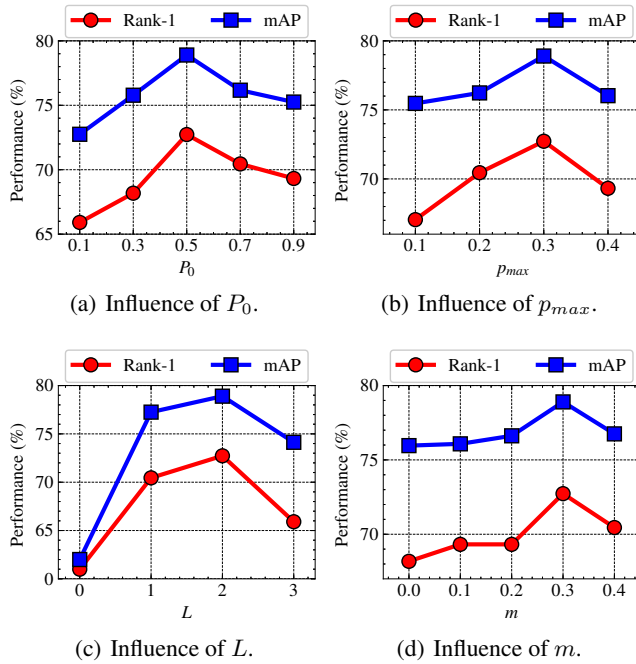 Rank-1 mAP
Performance (%)
80
75
70
65
0.1 0.3 0.5 0.7 0.9
P0
(a) Influence of P0.
Rank-1 mAP
Performance (%)
80
75
70
0.1 0.2 0.3 0.4
pmax
(b) Influence of pmax.
Rank-1 mAP
Performance (%)
80
75
70
65
0
0 1 2 3
L
(c) Influence of L.
Rank-1 mAP
Performance (%)
80
75
70
0.0 0.1 0.2 0.3 0.4
m
(d) Influence of m.